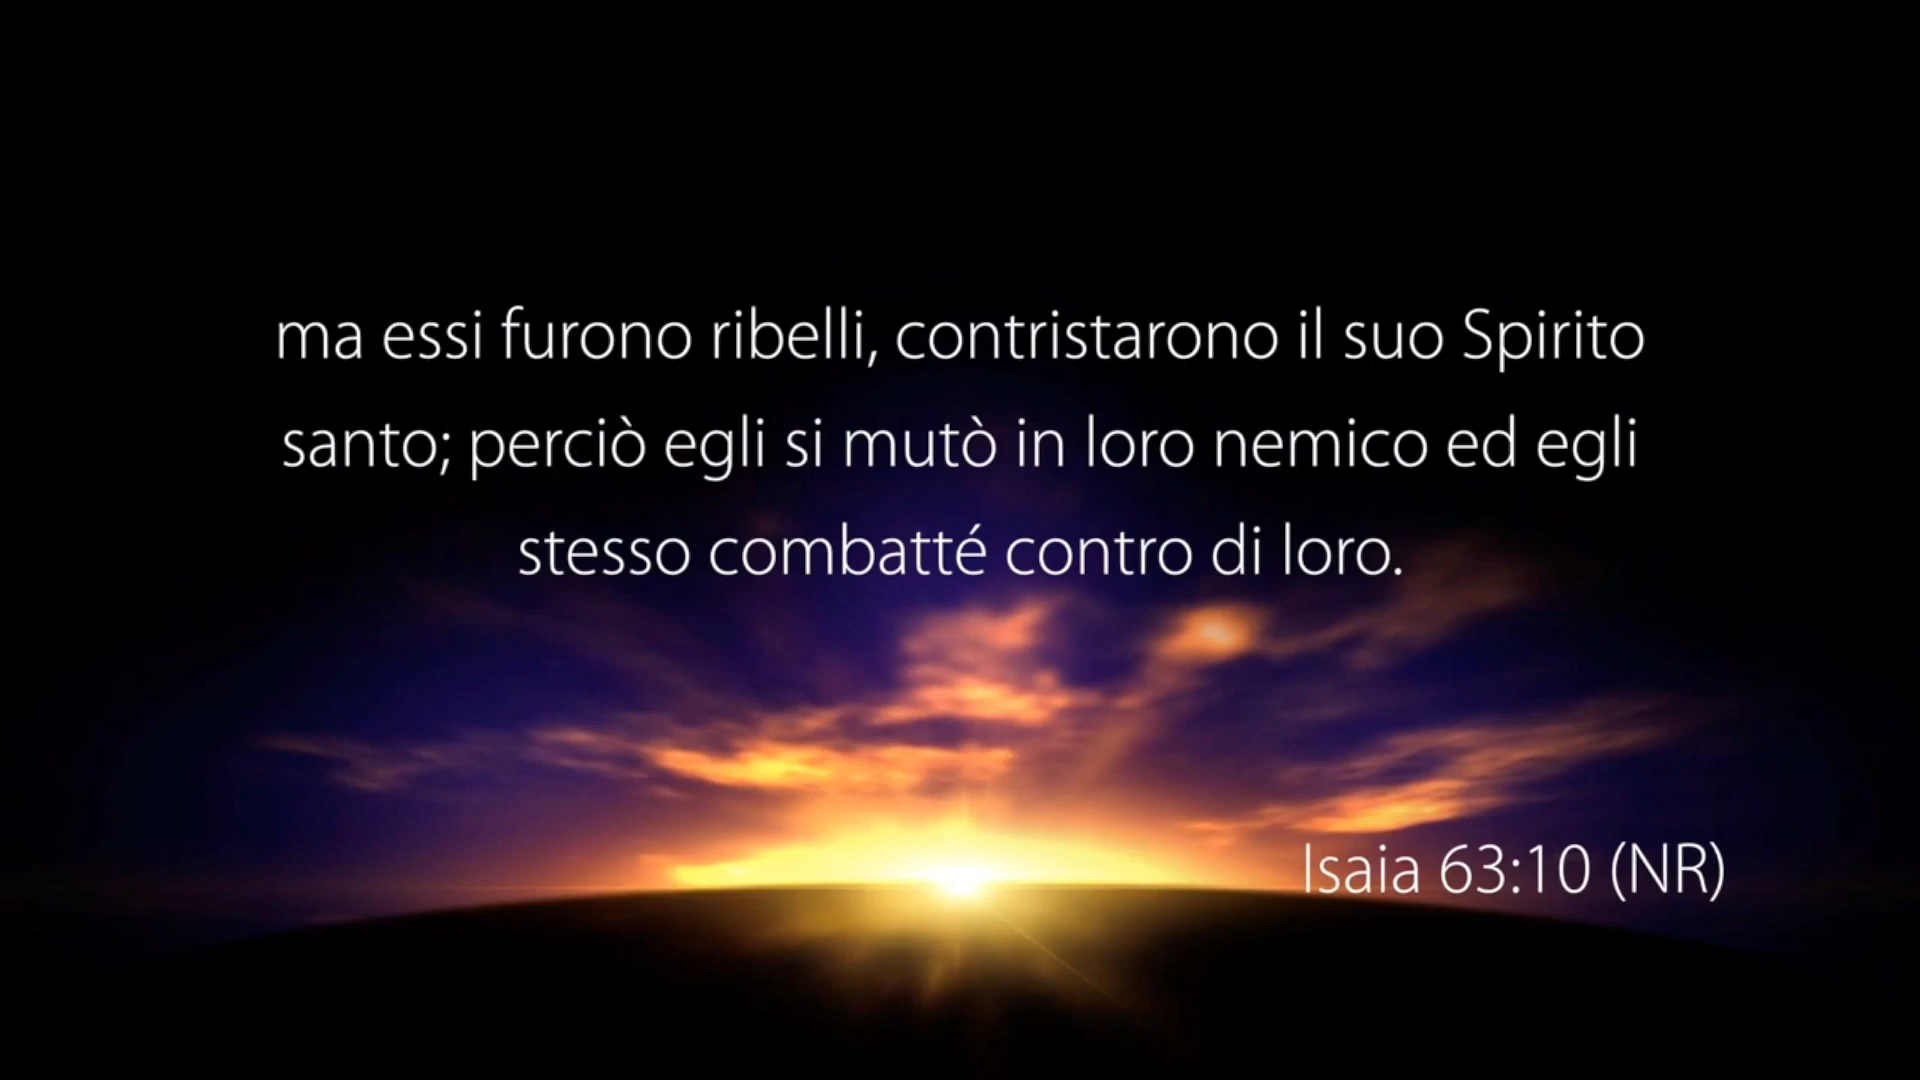 ma essi furono ribelli, contristarono il suo Spirito
santo; perciò egli si mutò in loro nemico ed egli
stesso combatté contro di loro.
Isaia 63:10 (NR)